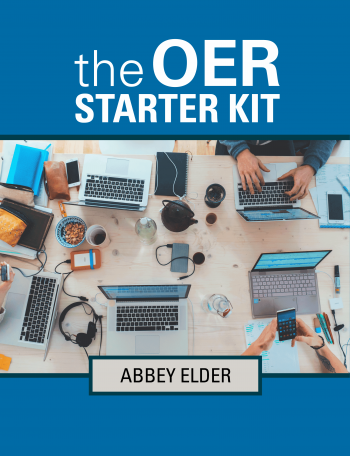 the OER
STARTER KIT
ABBEY ELDER